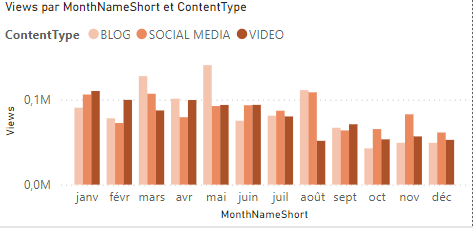 Views par MonthNameShort et ContentType
ContentType BLOG SOCIAL MEDIA VIDEO
0,1M
0,0M
Views
janv févr mars avr mai juin juil août sept oct nov déc
MonthNameShort